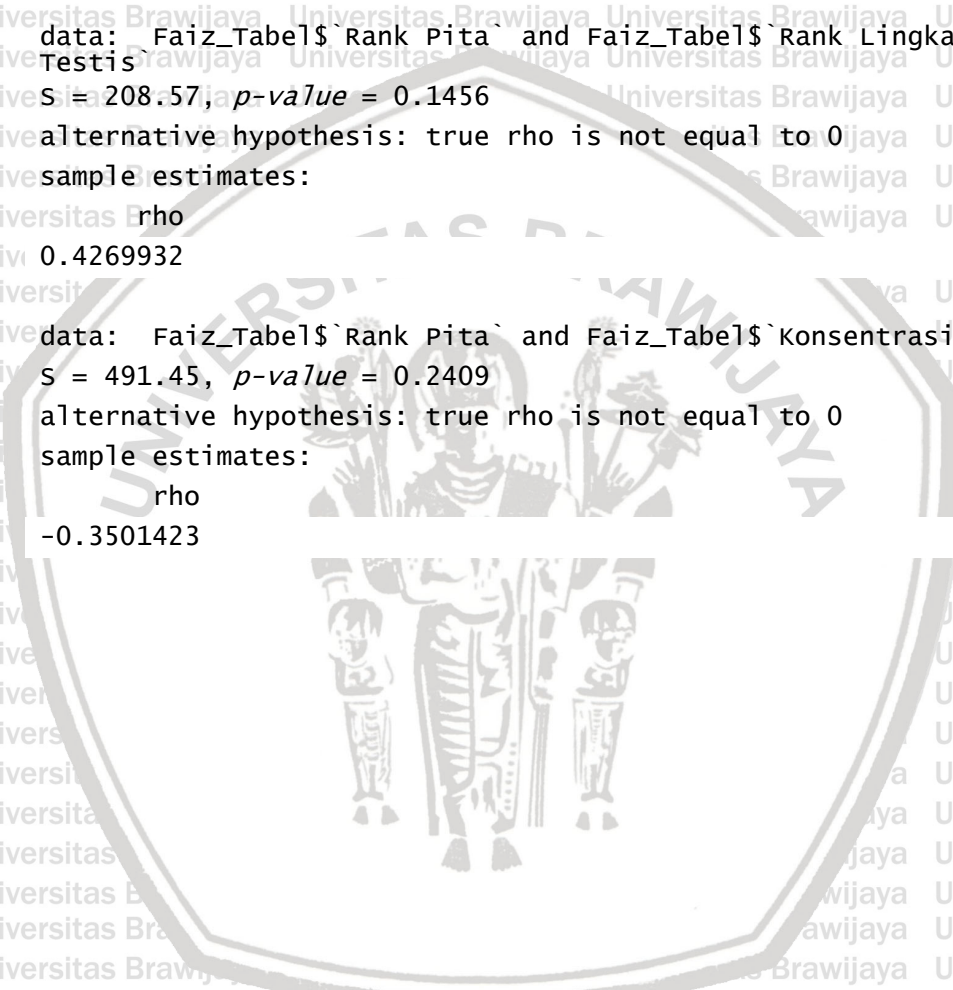 data: Faiz_Tabel$`Rank Pita` and Faiz_Tabel$`Rank Lingka
Testis`
S = 208.57, p-value = 0.1456
alternative hypothesis: true rho is not equal to 0
sample estimates:
rho
0.4269932
data: Faiz_Tabel$`Rank Pita` and Faiz_Tabel$`Konsentrasi
S = 491.45, p-value = 0.2409
alternative hypothesis: true rho is not equal to 0
sample estimates:
rho
-0.3501423
UNIVERSITAS BRAWIJAYA